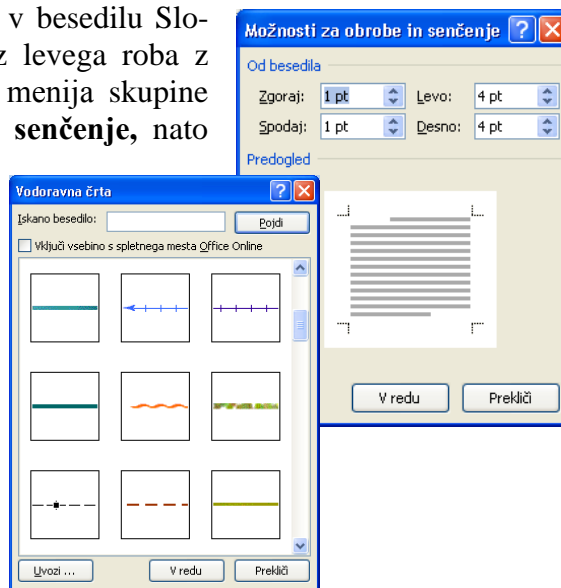 v besedilu Slo-
z levega roba z
menija skupine
senčenje, nato
Možnosti za obrobe in senčenje
Od besedila
Zgoraj: 1 pt Levo: 4 pt
Spodaj: 1 pt Desno: 4 pt
Predogled
V redu Prekliči
Vodoravna črta
Iskano besedilo: Pojdi
Vključi vsebino s spletnega mesta Office Online
Uvozi ... V redu Prekliči